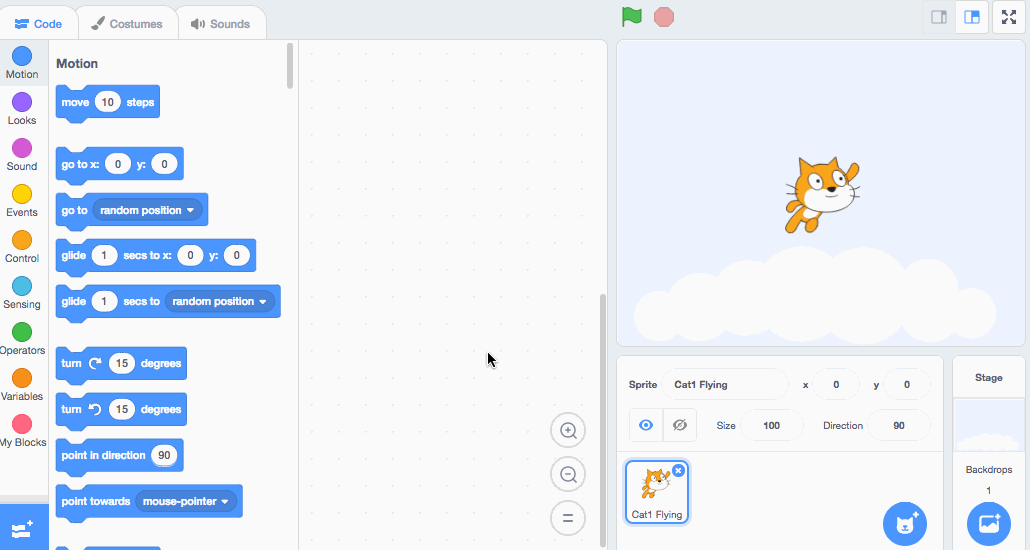 Code Costumes Sounds
Motion
Looks
Sound
Events
Control
Sensing
Operators
Variables
My Blocks
Motion
move 10 steps
go to x: 0 y: 0
go to random position
glide 1 secs to x: 0 y: 0
glide 1 secs to random position
turn 15 degrees
turn 15 degrees
point in direction 90
point towards mouse-pointer
Sprite Cat1 Flying x 0 y 0
Size 100 Direction 90
Cat1 Flying
Stage
Backdrops
1